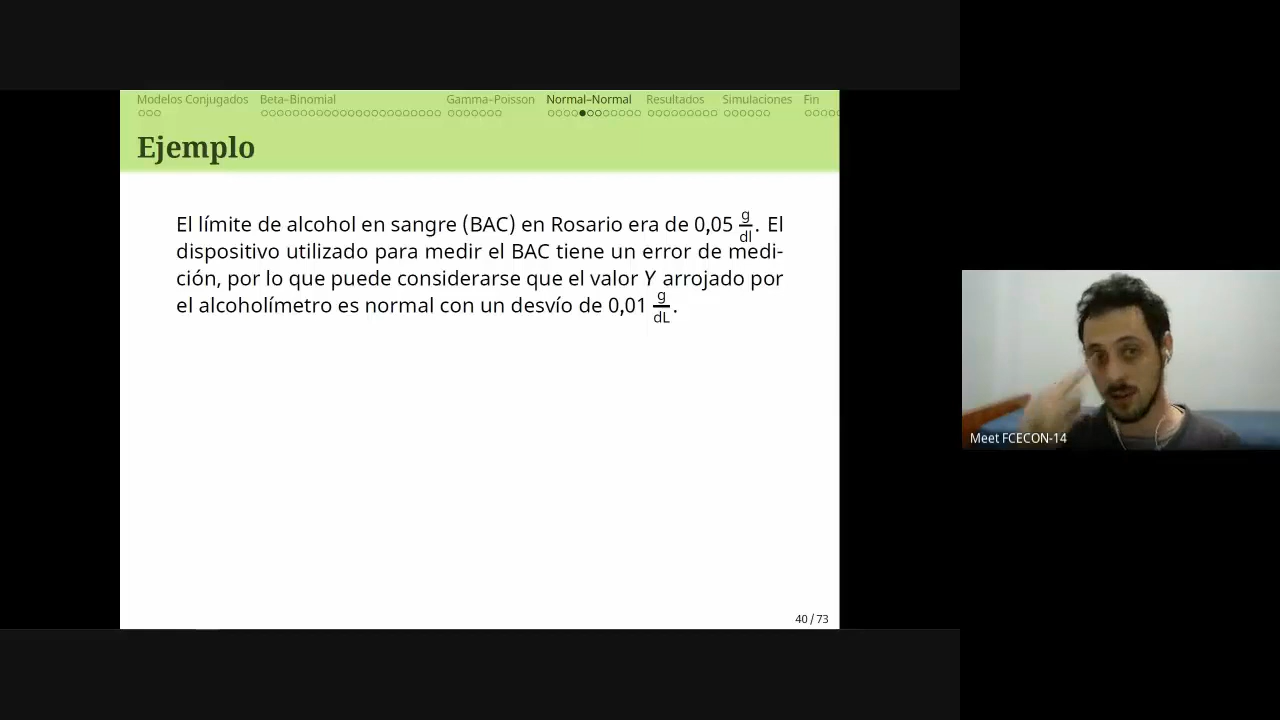 Modelos Conjugados Beta–Binomial Gamma–Poisson Normal–Normal Resultados Simulaciones Fin
Ejemplo
El límite de alcohol en sangre (BAC) en Rosario era de 0,05 g/dl. El
dispositivo utilizado para medir el BAC tiene un error de medi-
ción, por lo que puede considerarse que el valor Y arrojado por
el alcoholímetro es normal con un desvío de 0,01 g/dL.
40 / 73
Meet FCECON-14